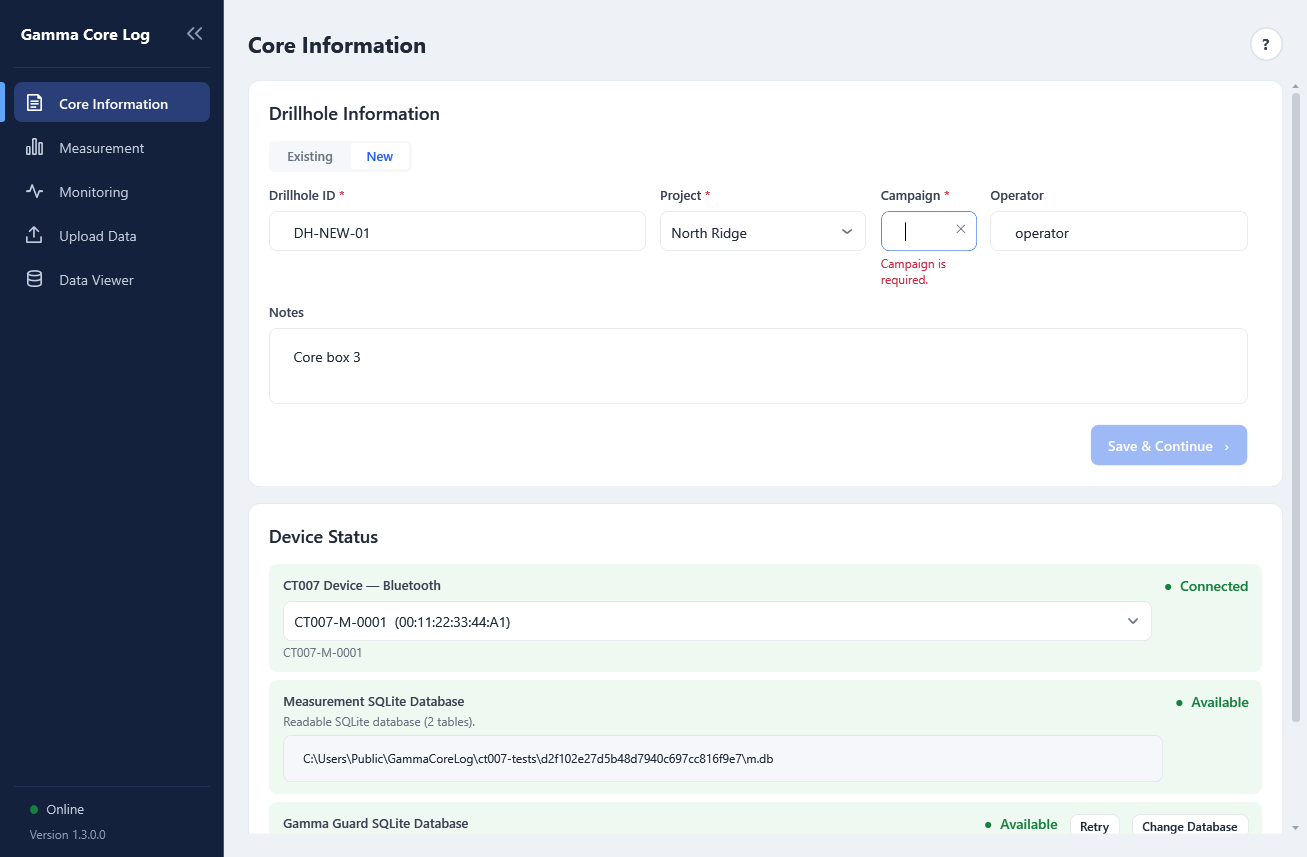 Gamma Core Log
Core Information
Measurement
Monitoring
Upload Data
Data Viewer
Online
Version 1.3.0.0
Core Information
?
Drillhole Information
Existing New
Drillhole ID * Project * Campaign * Operator
DH-NEW-01 North Ridge operator
Campaign is
required.
Notes
Core box 3
Save & Continue ›
Device Status
CT007 Device — Bluetooth Connected
CT007-M-0001 (00:11:22:33:44:A1)
CT007-M-0001
Measurement SQLite Database Available
Readable SQLite database (2 tables).
C:\Users\Public\GammaCoreLog\ct007-tests\d2f102e27d5b48d7940c697cc816f9e7\m.db
Gamma Guard SQLite Database Available Retry Change Database